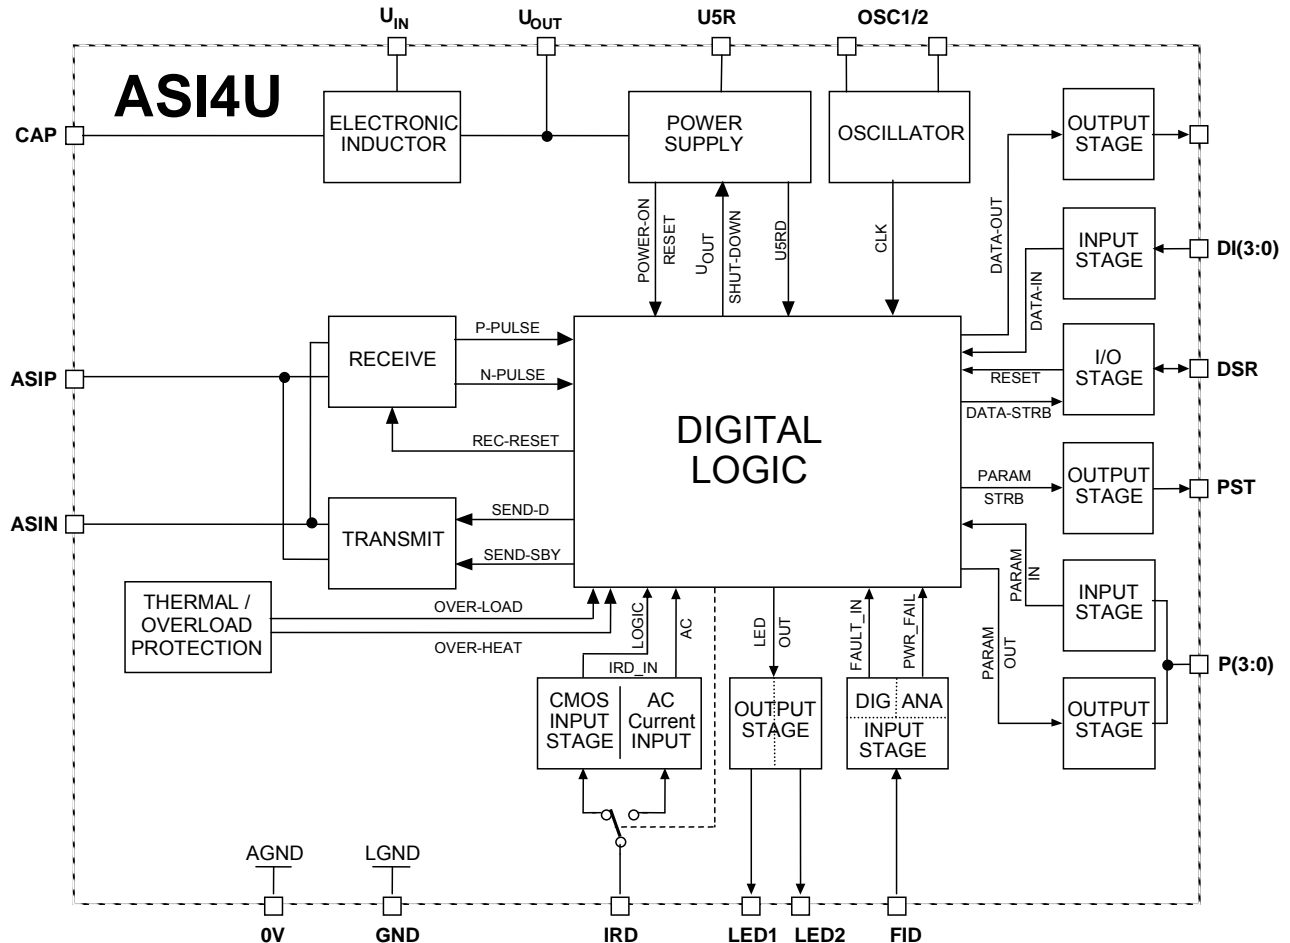 U_IN
U_OUT
U5R
OSC1/2
ASI4U
CAP
ELECTRONIC
INDUCTOR
POWER
SUPPLY
OSCILLATOR
OUTPUT
STAGE
POWER-ON
RESET
U_OUT
SHUT-DOWN
U5RD
CLK
DATA-OUT
DATA-IN
INPUT
STAGE
DI(3:0)
ASIP
RECEIVE
P-PULSE
N-PULSE
REC-RESET
DIGITAL
LOGIC
RESET
DATA-STRB
I/O
STAGE
DSR
PARAM
STRB
OUTPUT
STAGE
PST
ASIN
TRANSMIT
SEND-D
SEND-SBY
PARAM
IN
INPUT
STAGE
THERMAL /
OVERLOAD
PROTECTION
OVER-LOAD
OVER-HEAT
LOGIC
IRD_IN
AC
LED
OUT
FAULT_IN
PWR_FAIL
PARAM
OUT
P(3:0)
CMOS
INPUT
STAGE
AC
Current
INPUT
OUTPUT
STAGE
DIG
ANA
INPUT
STAGE
OUTPUT
STAGE
AGND
LGND
0V
GND
IRD
LED1
LED2
FID